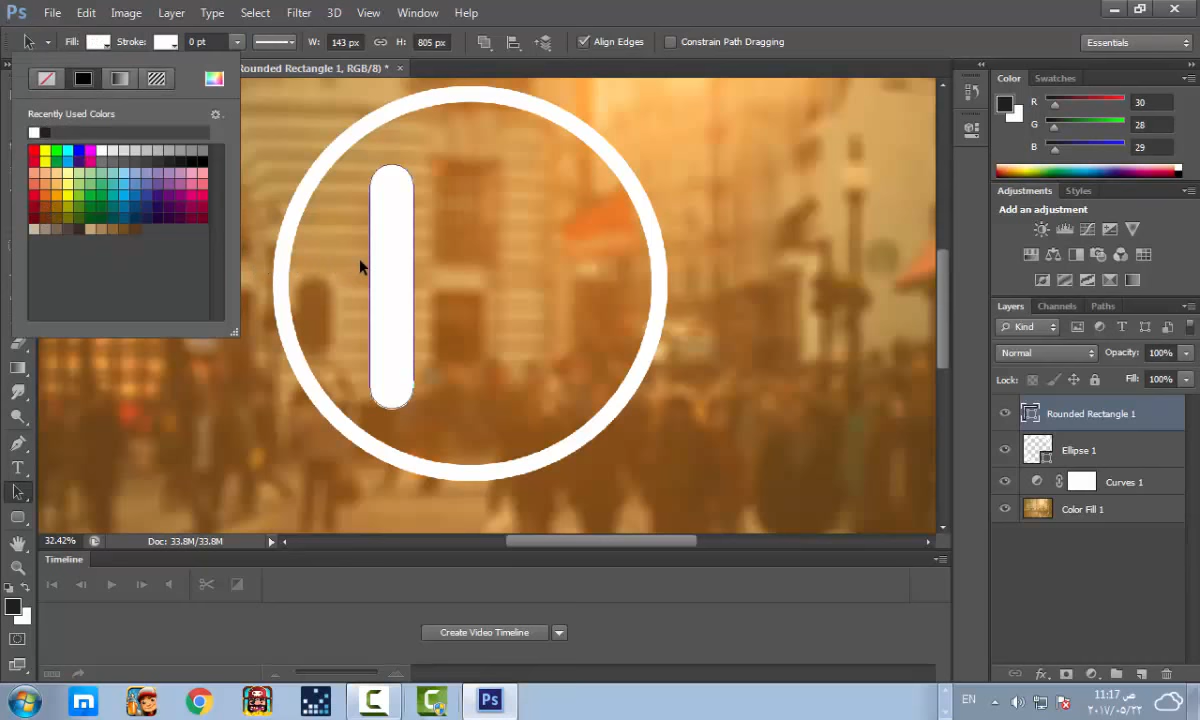 Ps File Edit Image Layer Type Select Filter 3D View Window Help
Fill: Stroke: 0 pt W: 143 px H: 805 px Align Edges Constrain Path Dragging Essentials
Rounded Rectangle 1, RGB/8) * ×
Recently Used Colors
Color Swatches
R 30
G 28
B 29
Adjustments Styles
Add an adjustment
Layers Channels Paths
Kind
Normal Opacity: 100%
Lock: Fill: 100%
Rounded Rectangle 1
Ellipse 1
Curves 1
Color Fill 1
32.42% Doc: 33.8M/33.8M
Timeline
Create Video Timeline
EN
11:17 ص
٢٠١٧/٠٥/٢٢